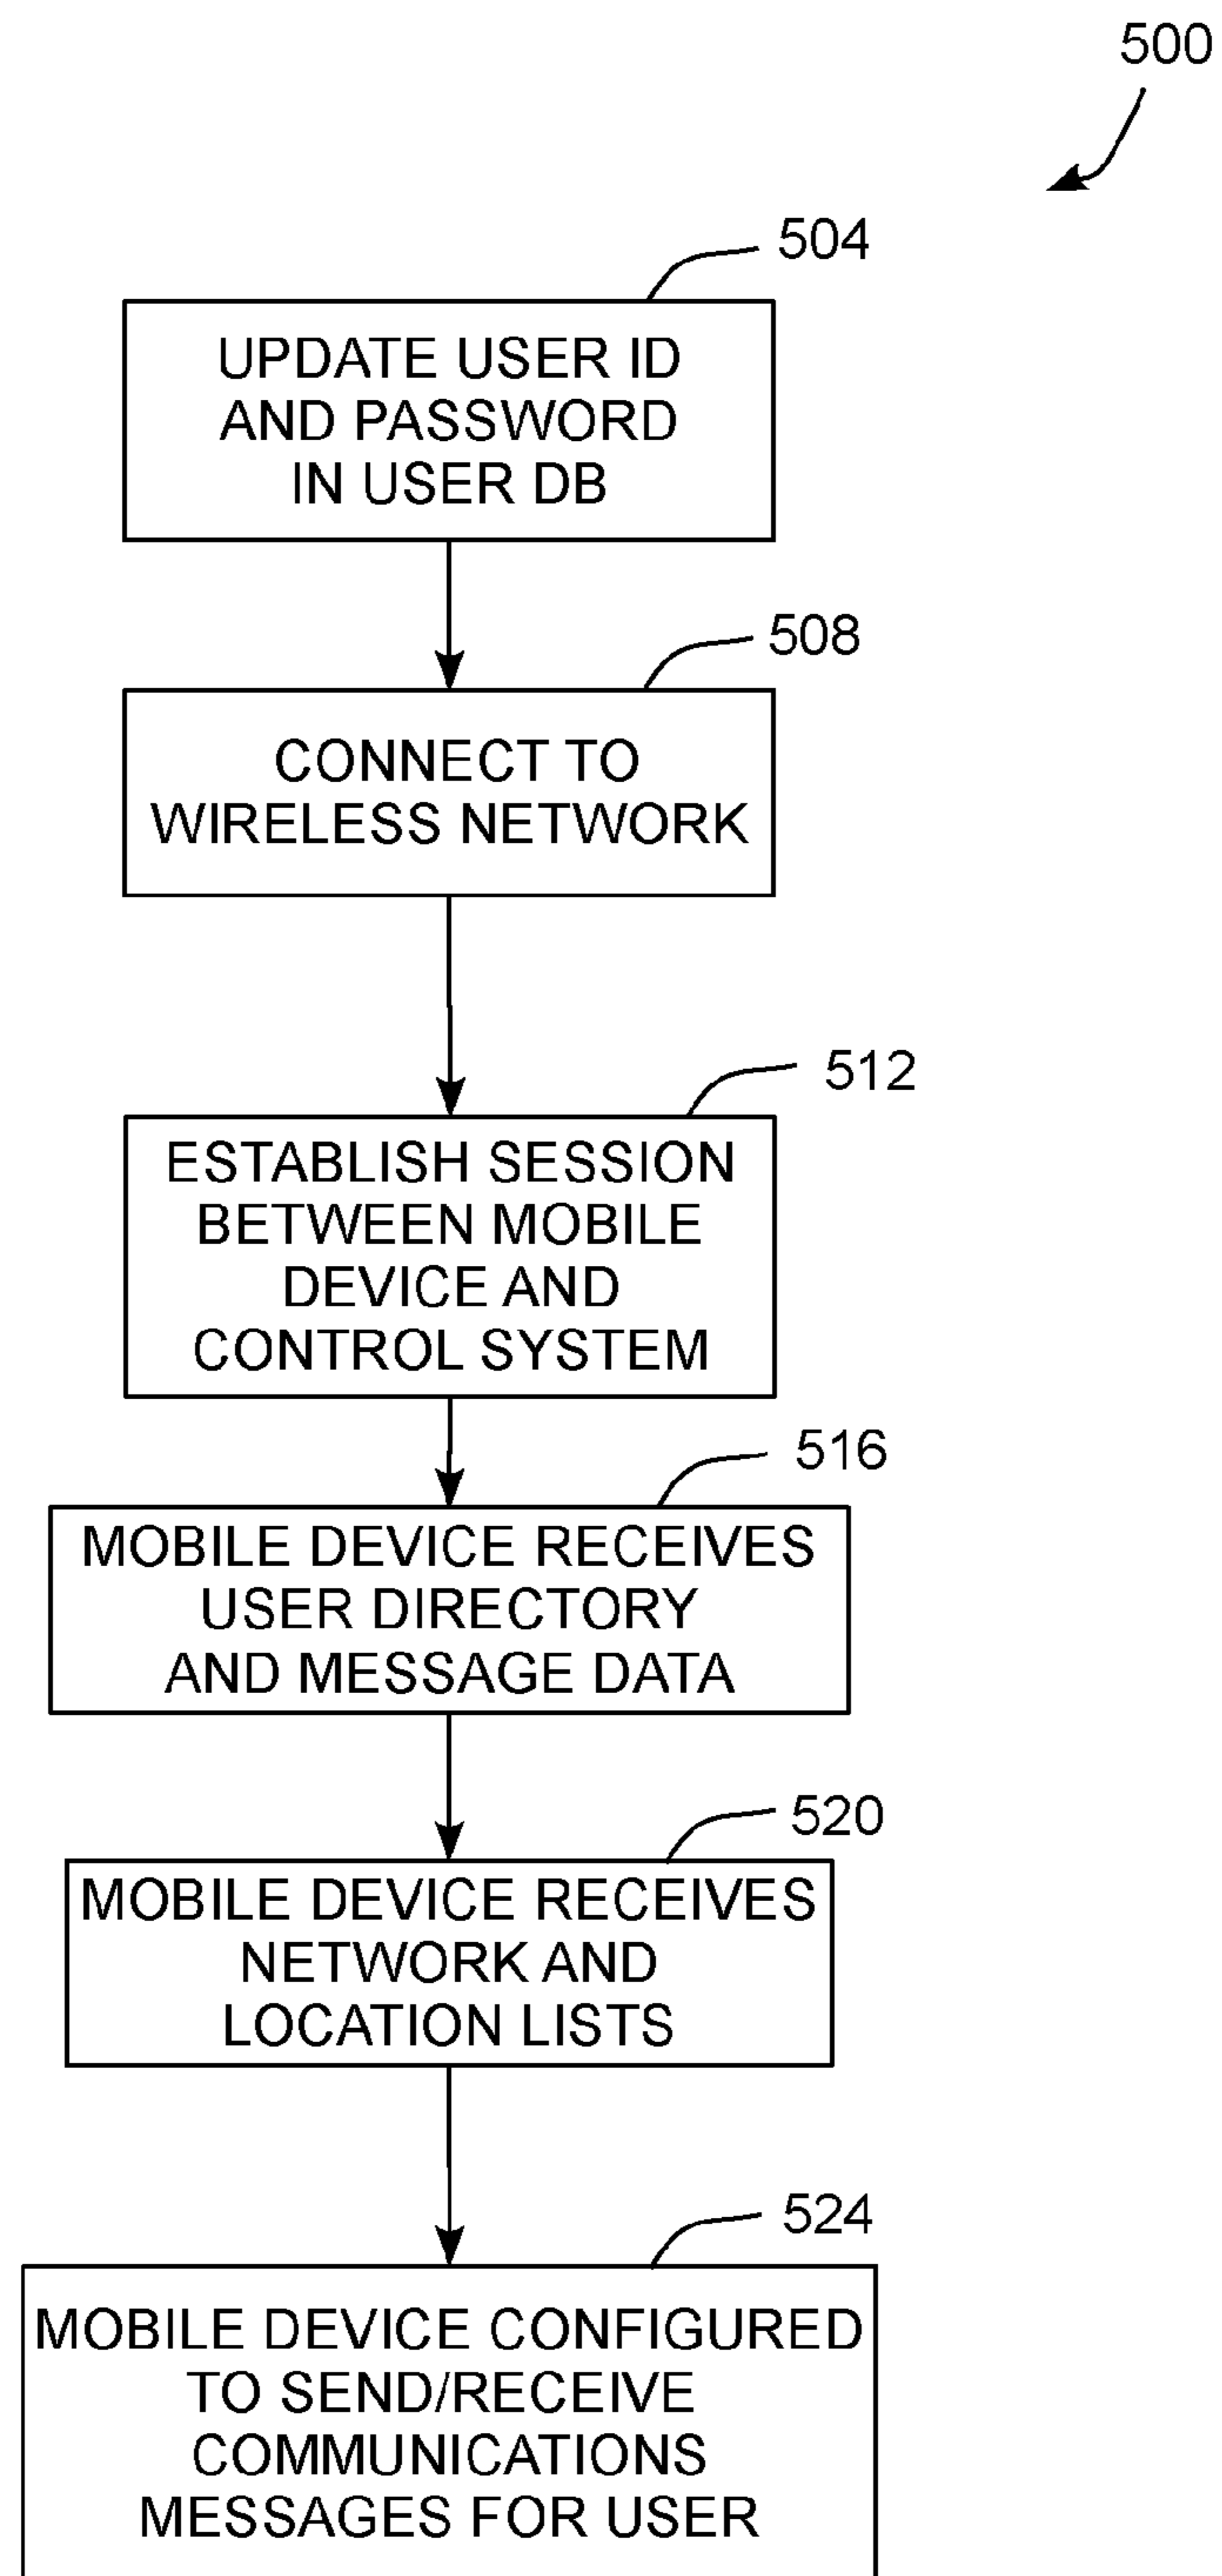 500
504
UPDATE USER ID
AND PASSWORD
IN USER DB
508
CONNECT TO
WIRELESS NETWORK
512
ESTABLISH SESSION
BETWEEN MOBILE
DEVICE AND
CONTROL SYSTEM
516
MOBILE DEVICE RECEIVES
USER DIRECTORY
AND MESSAGE DATA
520
MOBILE DEVICE RECEIVES
NETWORK AND
LOCATION LISTS
524
MOBILE DEVICE CONFIGURED
TO SEND/RECEIVE
COMMUNICATIONS
MESSAGES FOR USER